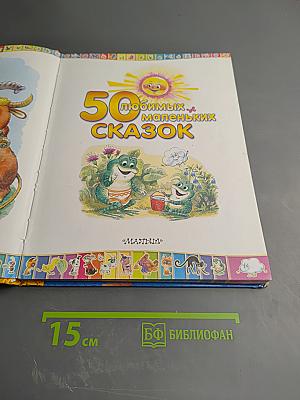 50 любимых
маленьких
СКАЗОК
«МАЛЫШ»
15 см
БФ БИБЛИОФАН